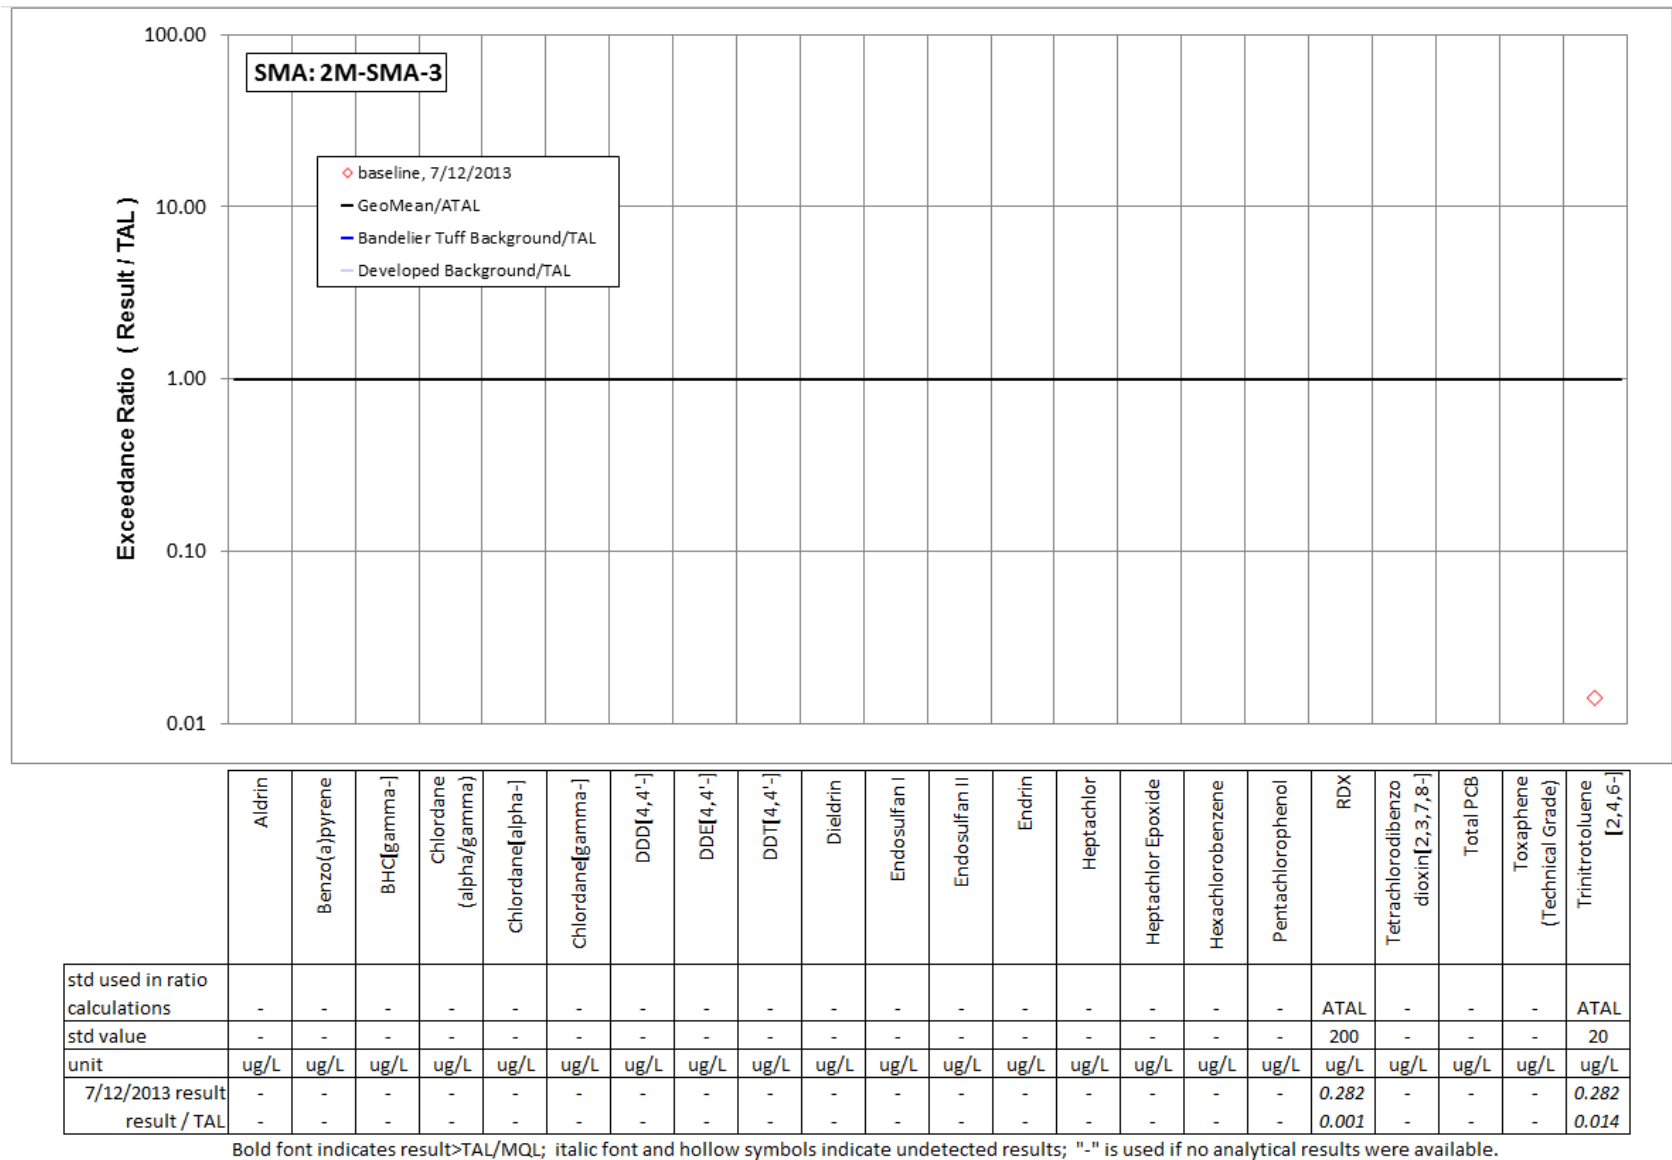 100.00
SMA: 2M-SMA-3
baseline, 7/12/2013
10.00
GeoMean/ATAL
Bandelier Tuff Background/TAL
Developed Background/TAL
Exceedance Ratio ( Result / TAL )
1.00
0.10
0.01
Aldrin
Benzo(a)pyrene
BHC[gamma-]
Chlordane
(alpha/gamma)
Chlordane[alpha-]
Chlordane[gamma-]
DDD[4,4'-]
DDE[4,4'-]
DDT[4,4'-]
Dieldrin
Endosulfan I
Endosulfan II
Endrin
Heptachlor
Heptachlor Epoxide
Hexachlorobenzene
Pentachlorophenol
RDX
Tetrachlorodibenzo
dioxin[2,3,7,8-]
Total PCB
Toxaphene
(Technical Grade)
Trinitrotoluene
[2,4,6-]
std used in ratio
calculations - - - - - - - - - - - - - - - - - ATAL - - - ATAL
std value - - - - - - - - - - - - - - - - - 200 - - - 20
unit ug/L ug/L ug/L ug/L ug/L ug/L ug/L ug/L ug/L ug/L ug/L ug/L ug/L ug/L ug/L ug/L ug/L ug/L ug/L ug/L ug/L ug/L
7/12/2013 result - - - - - - - - - - - - - - - - - 0.282 - - - 0.282
result / TAL - - - - - - - - - - - - - - - - - 0.001 - - - 0.014
Bold font indicates result>TAL/MQL; italic font and hollow symbols indicate undetected results; "-" is used if no analytical results were available.